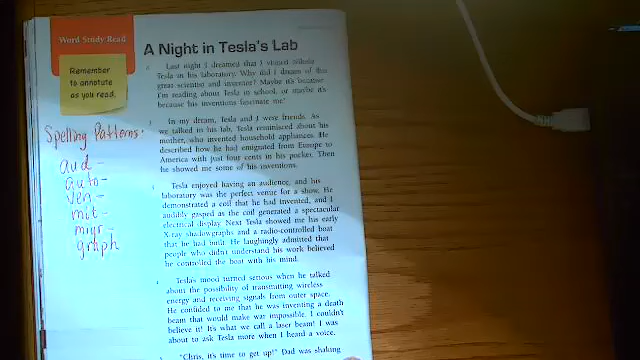 Word Study Read
A Night in Tesla's Lab
Remember
to annotate
as you read.
Last night I dreamed that I visited Nikola
Tesla in his laboratory. Why did I dream of this
great scientist and inventor? Maybe it's because
I'm reading about Tesla in school, or maybe it's
because his inventions fascinate me.
In my dream, Tesla and I were friends. As
we talked in his lab, Tesla reminisced about his
mother, who invented household appliances. He
described how he had emigrated from Europe to
America with just four cents in his pocket. Then
he showed me some of his inventions.
Spelling Patterns:
aud-
auto-
ven-
mit-
migr-
graph
Tesla enjoyed having an audience, and his
laboratory was the perfect venue for a show. He
demonstrated a coil that he had invented, and I
audibly gasped as the coil generated a spectacular
electrical display. Next Tesla showed me his early
X-ray shadowgraphs and a radio-controlled boat
that he had built. He laughingly admitted that
people who didn't understand his work believed
he controlled the boat with his mind.
Tesla's mood turned serious when he talked
about the possibility of transmitting wireless
energy and receiving signals from outer space.
He confided to me that he was inventing a death
beam that would make war impossible. I couldn't
believe it! It's what we call a laser beam! I was
about to ask Tesla more when I heard a voice.
"Chris, it's time to get up!" Dad was shaking